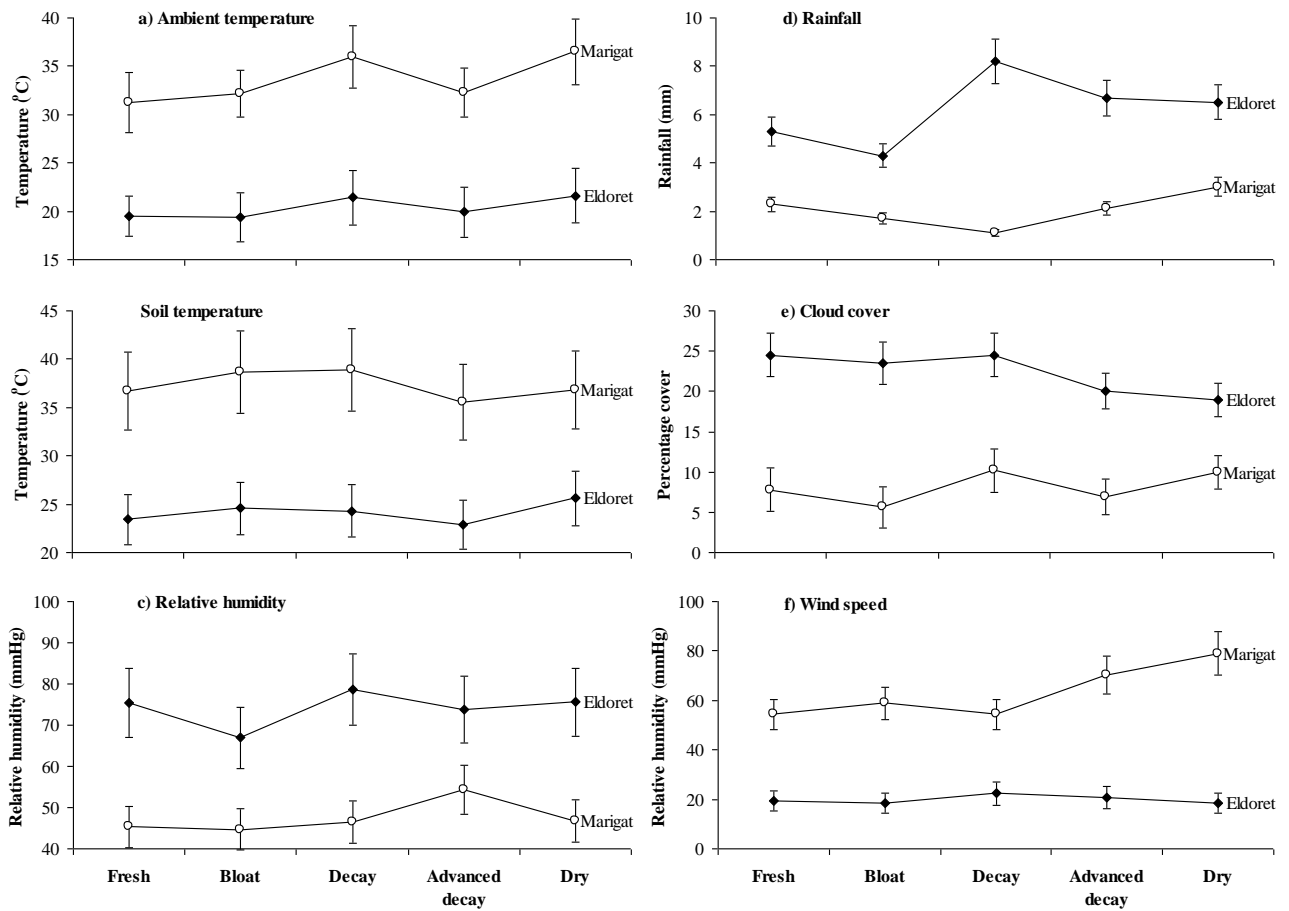 a) Ambient temperature
Temperature (⁰C)
40
35
30
25
20
15
Marigat
Eldoret
d) Rainfall
Rainfall (mm)
10
8
6
4
2
0
Eldoret
Marigat
Soil temperature
Temperature (⁰C)
45
40
35
30
25
20
Marigat
Eldoret
e) Cloud cover
Percentage cover
30
25
20
15
10
5
0
Eldoret
Marigat
c) Relative humidity
Relative humidity (mmHg)
100
90
80
70
60
50
40
Eldoret
Marigat
Fresh
Bloat
Decay
Advanced
decay
Dry
f) Wind speed
Relative humidity (mmHg)
100
80
60
40
20
0
Marigat
Eldoret
Fresh
Bloat
Decay
Advanced
decay
Dry